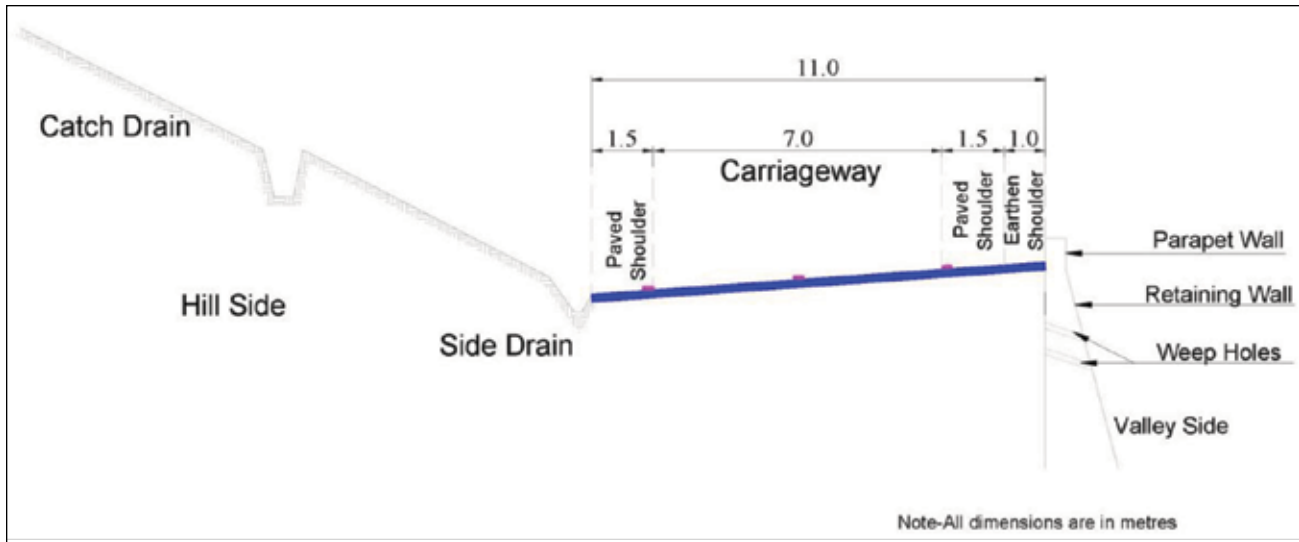 11.0
1.5 7.0 1.5 1.0
Carriageway
Catch Drain
Paved
Shoulder
Paved
Shoulder
Earthen
Shoulder
Parapet Wall
Hill Side
Retaining Wall
Side Drain
Weep Holes
Valley Side
Note-All dimensions are in metres